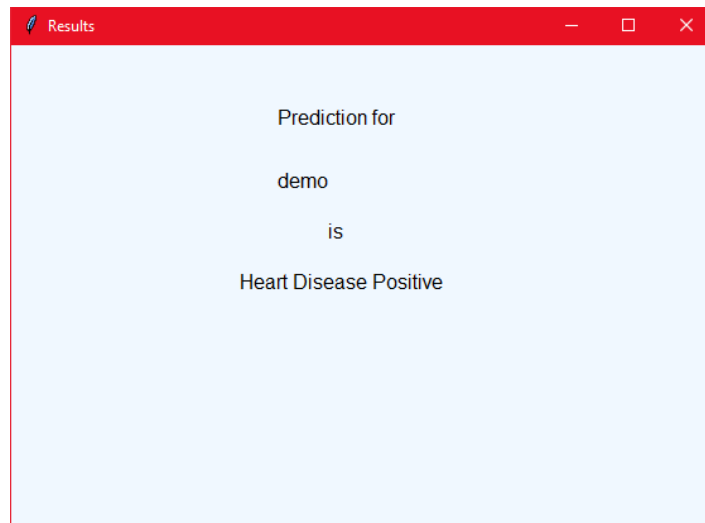 Results
Prediction for
demo
is
Heart Disease Positive